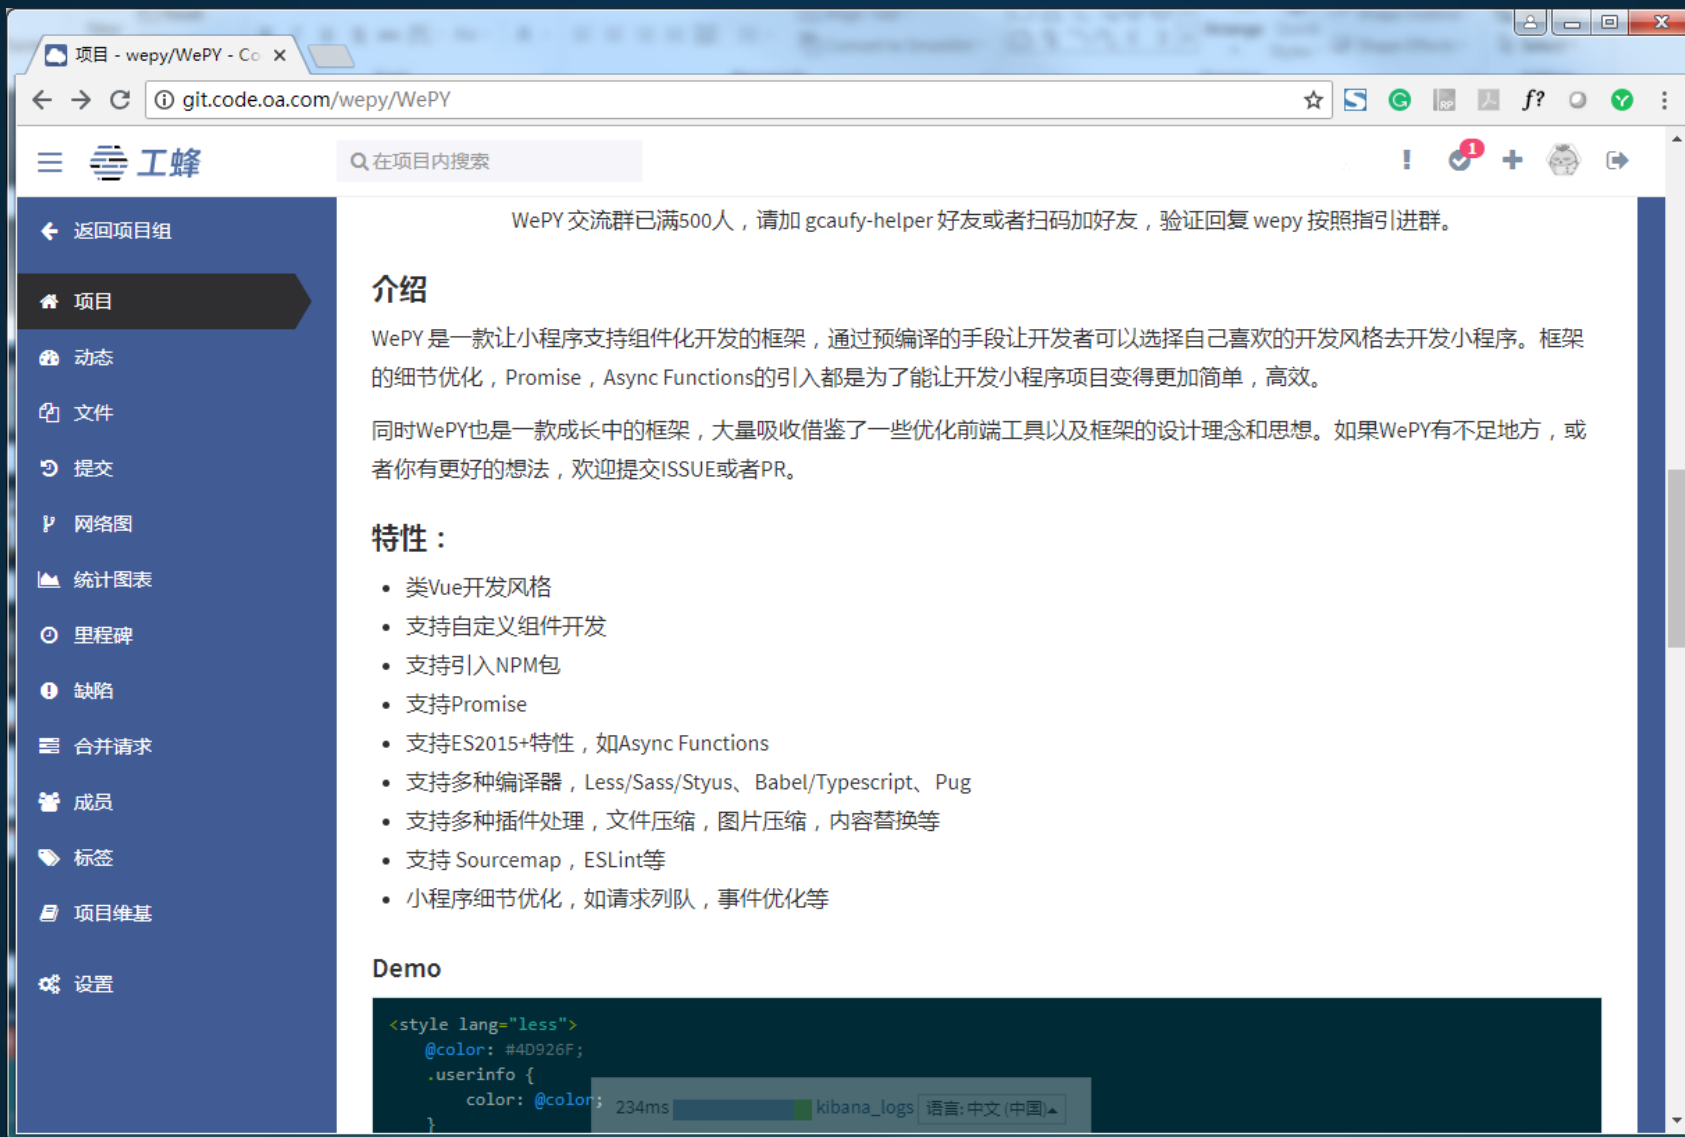 项目 - wepy/WePY - Co
git.code.oa.com/wepy/WePY
f?
工蜂
在项目内搜索
1
返回项目组
项目
动态
文件
提交
网络图
统计图表
里程碑
缺陷
合并请求
成员
标签
项目维基
设置
WePY 交流群已满500人，请加 gcaufy-helper 好友或者扫码加好友，验证回复 wepy 按照指引进群。
介绍
WePY 是一款让小程序支持组件化开发的框架，通过预编译的手段让开发者可以选择自己喜欢的开发风格去开发小程序。框架
的细节优化，Promise，Async Functions的引入都是为了能让开发小程序项目变得更加简单，高效。
同时WePY也是一款成长中的框架，大量吸收借鉴了一些优化前端工具以及框架的设计理念和思想。如果WePY有不足地方，或
者你有更好的想法，欢迎提交ISSUE或者PR。
特性：
类Vue开发风格
支持自定义组件开发
支持引入NPM包
支持Promise
支持ES2015+特性，如Async Functions
支持多种编译器，Less/Sass/Styus、Babel/Typescript、Pug
支持多种插件处理，文件压缩，图片压缩，内容替换等
支持 Sourcemap，ESLint等
小程序细节优化，如请求列队，事件优化等
Demo
<style lang="less">
@color: #4D926F;
.userinfo {
color: @color;
}
234ms kibana_logs 语言: 中文 (中国)